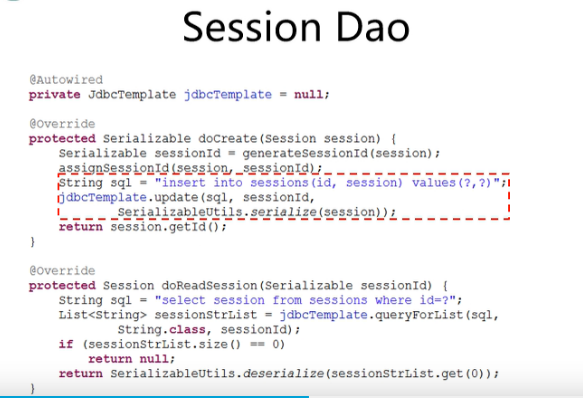 Session Dao
@Autowired
private JdbcTemplate jdbcTemplate = null;
@Override
protected Serializable doCreate(Session session) {
Serializable sessionId = generateSessionId(session);
assignSessionId(session, sessionId);
String sql = "insert into sessions(id, session) values(?,?)";
jdbcTemplate.update(sql, sessionId,
SerializableUtils.serialize(session));
return session.getId();
}
@Override
protected Session doReadSession(Serializable sessionId) {
String sql = "select session from sessions where id=?";
List<String> sessionStrList = jdbcTemplate.queryForList(sql,
String.class, sessionId);
if (sessionStrList.size() == 0)
return null;
return SerializableUtils.deserialize(sessionStrList.get(0));
}